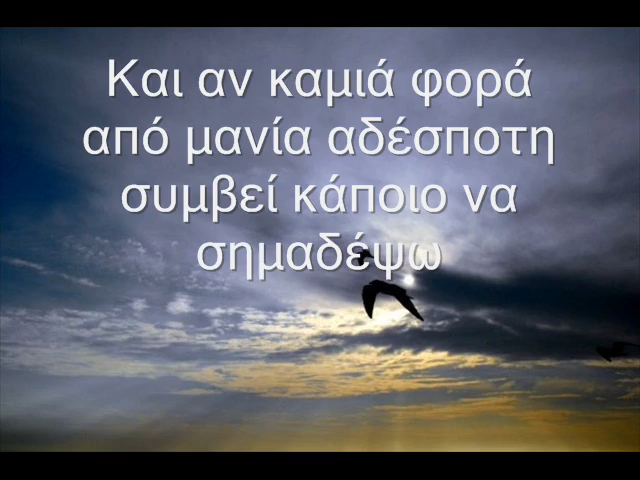 Και αν καμιά φορά
από μανία αδέσποτη
συμβεί κάποιο να
σημαδέψω